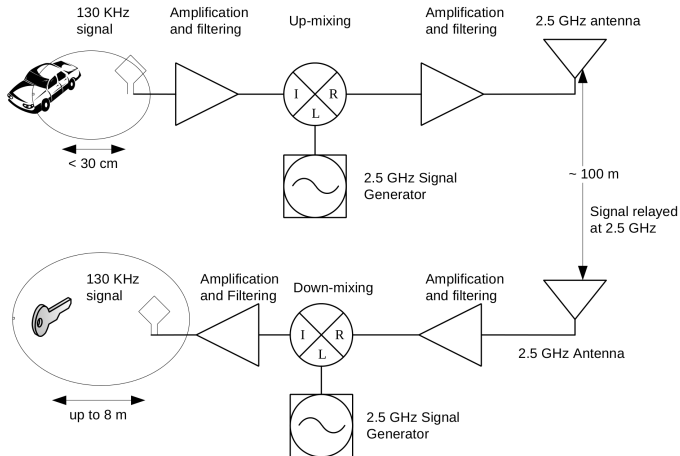 130 KHz
signal
Amplification
and filtering
Up-mixing
Amplification
and filtering
2.5 GHz antenna
I
R
L
< 30 cm
2.5 GHz Signal
Generator
~ 100 m
Signal relayed
at 2.5 GHz
130 KHz
signal
Amplification
and Filtering
Down-mixing
Amplification
and filtering
I
R
L
2.5 GHz Antenna
up to 8 m
2.5 GHz Signal
Generator